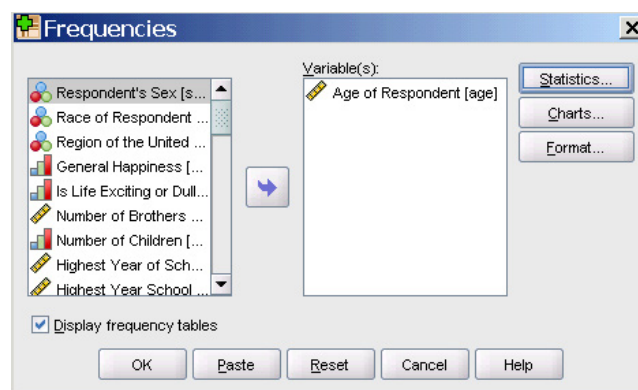 Frequencies
Variable(s):
Respondent's Sex [s...
Race of Respondent ...
Region of the United ...
General Happiness [...
Is Life Exciting or Dull...
Number of Brothers ...
Number of Children [...
Highest Year of Sch...
Highest Year School ...
Age of Respondent [age]
Statistics...
Charts...
Format...
Display frequency tables
OK
Paste
Reset
Cancel
Help